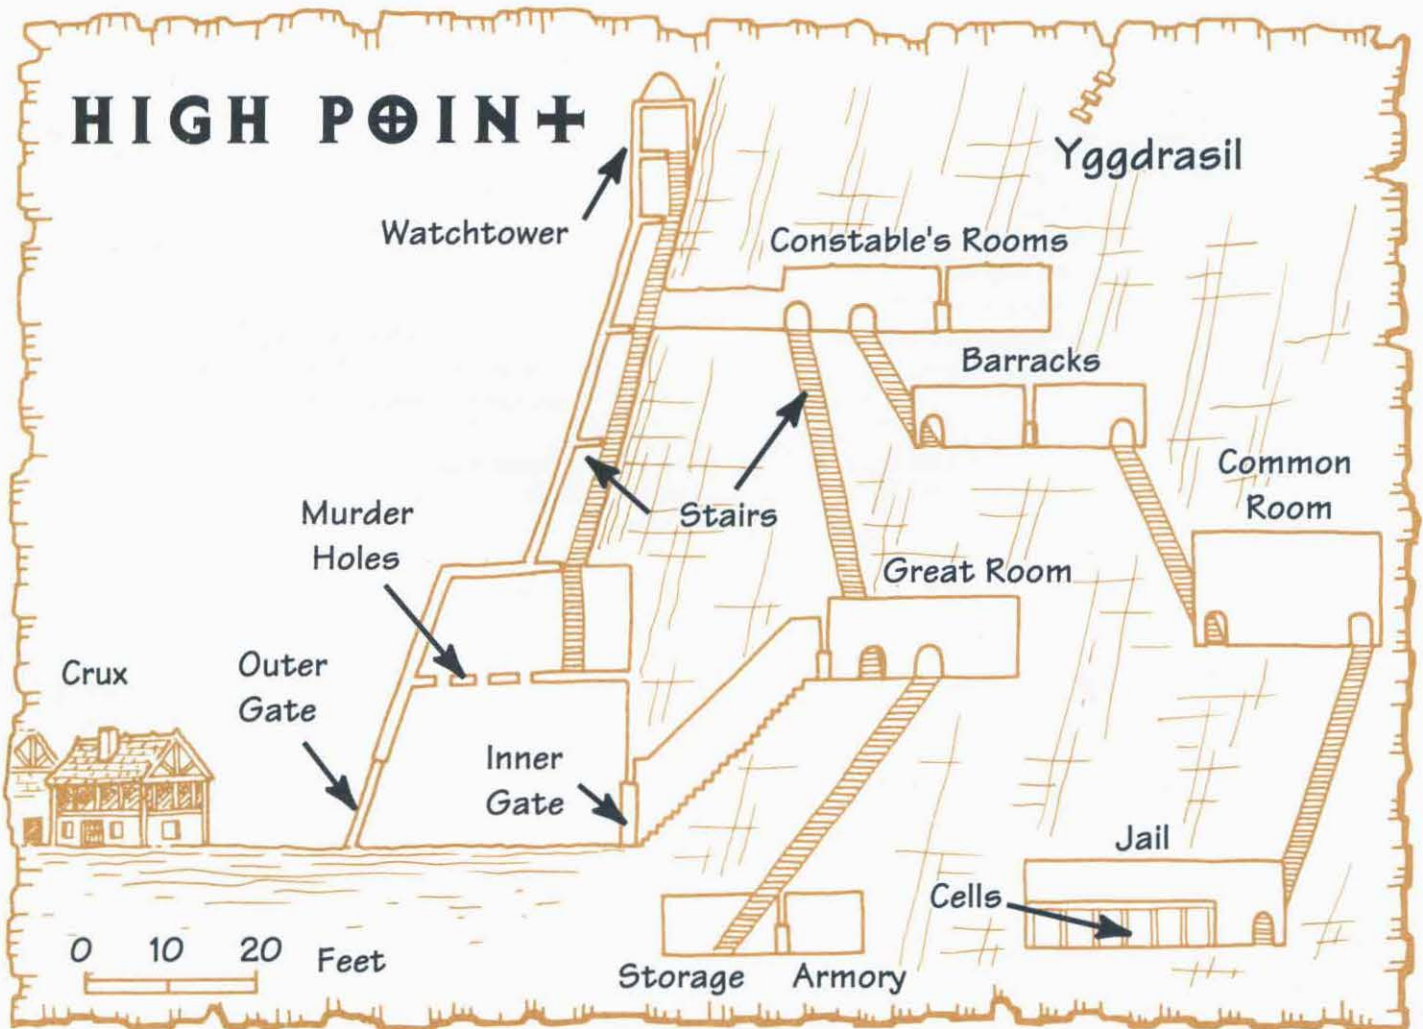 HIGH POINT
Yggdrasil
Watchtower
Constable's Rooms
Barracks
Common
Room
Murder
Holes
Stairs
Great Room
Crux
Outer
Gate
Inner
Gate
Jail
Cells
0 10 20 Feet
Storage Armory